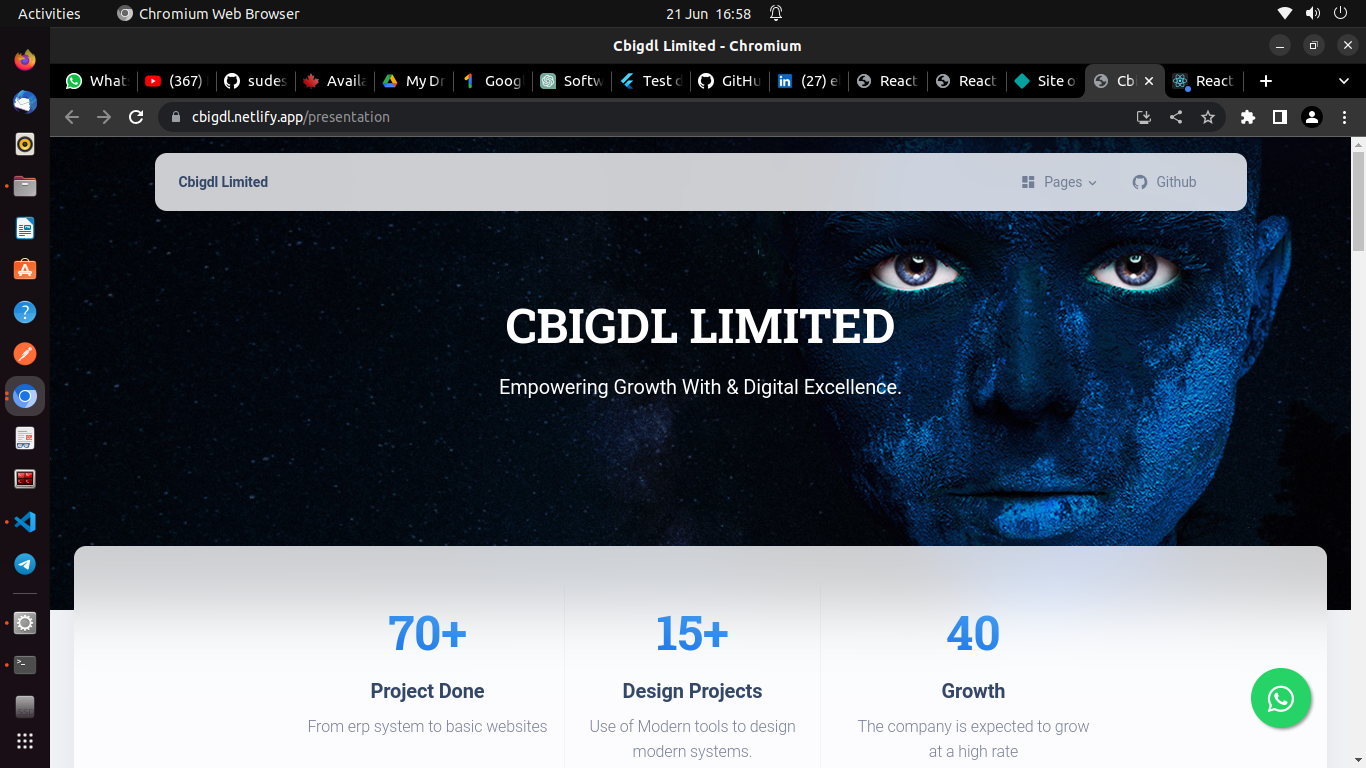 Activities
Chromium Web Browser
21 Jun 16:58
Cbigdl Limited - Chromium
Whats
(367)
sudes
Availa
My Dr
Googl
Softw
Test d
GitHu
(27) e
React
React
Site o
Cbi
React
cbigdl.netlify.app/presentation
Cbigdl Limited
Pages
Github
CBIGDL LIMITED
Empowering Growth With & Digital Excellence.
70+
15+
40
Project Done
Design Projects
Growth
From erp system to basic websites
Use of Modern tools to design
modern systems.
The company is expected to grow
at a high rate